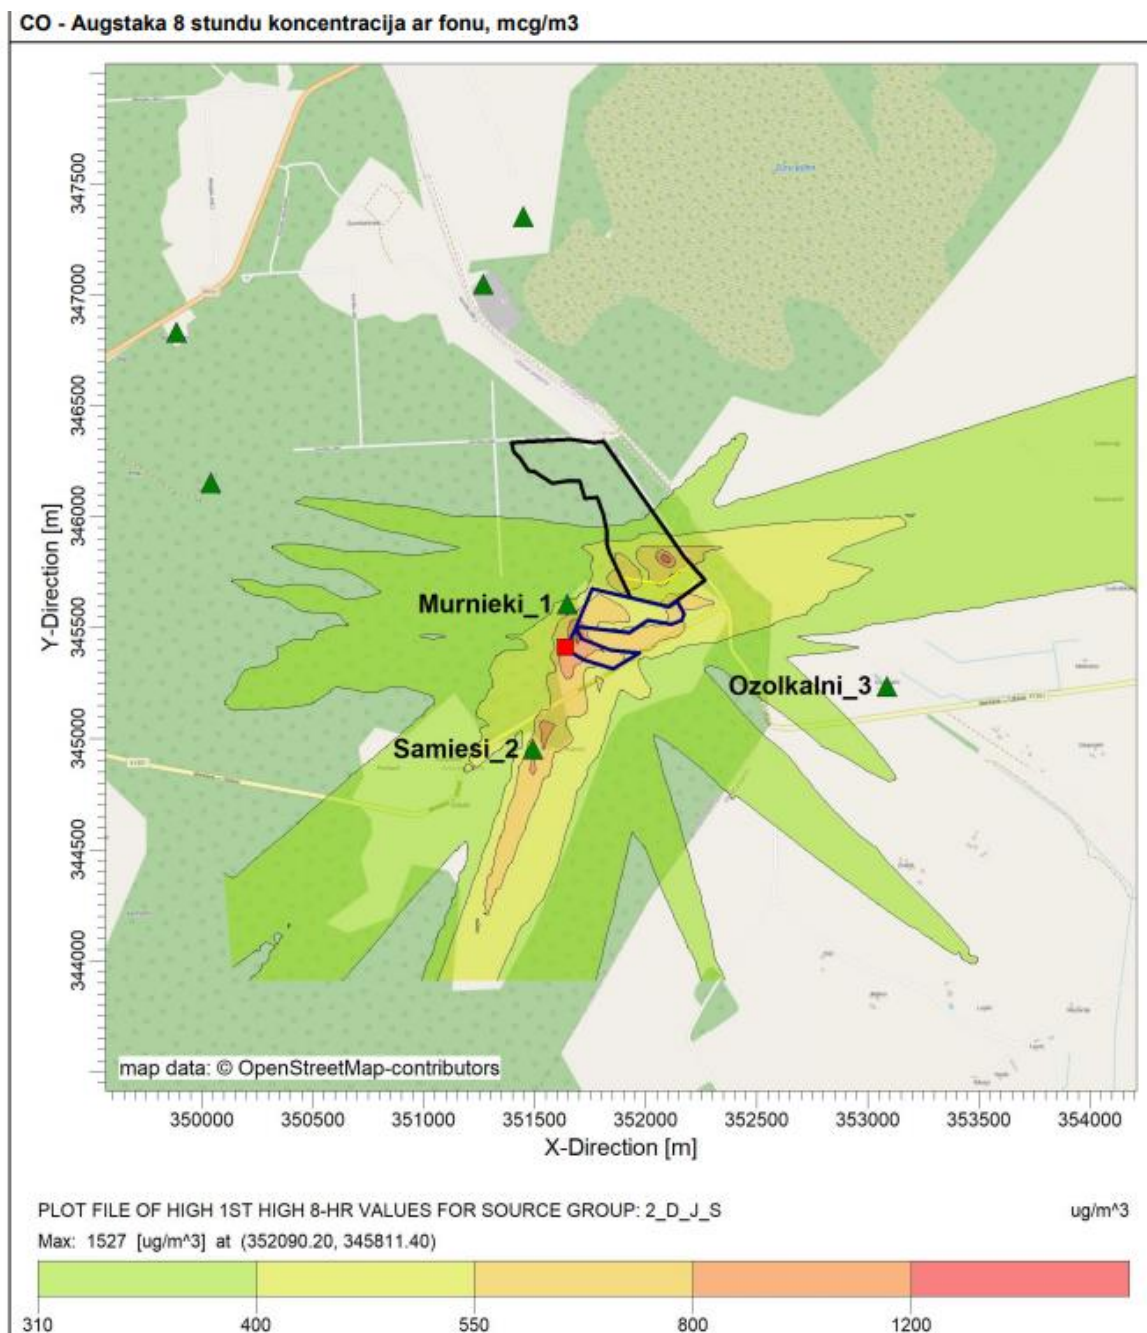 CO - Augstaka 8 stundu koncentracija ar fonu, mcg/m3
Y-Direction [m]
347500
347000
346500
346000
345500
345000
344500
344000
Murnieki_1
Ozolkalni_3
Samiesi_2
map data: © OpenStreetMap-contributors
350000 350500 351000 351500 352000 352500 353000 353500 354000
X-Direction [m]
PLOT FILE OF HIGH 1ST HIGH 8-HR VALUES FOR SOURCE GROUP: 2_D_J_S ug/m^3
Max: 1527 [ug/m^3] at (352090.20, 345811.40)
310 400 550 800 1200